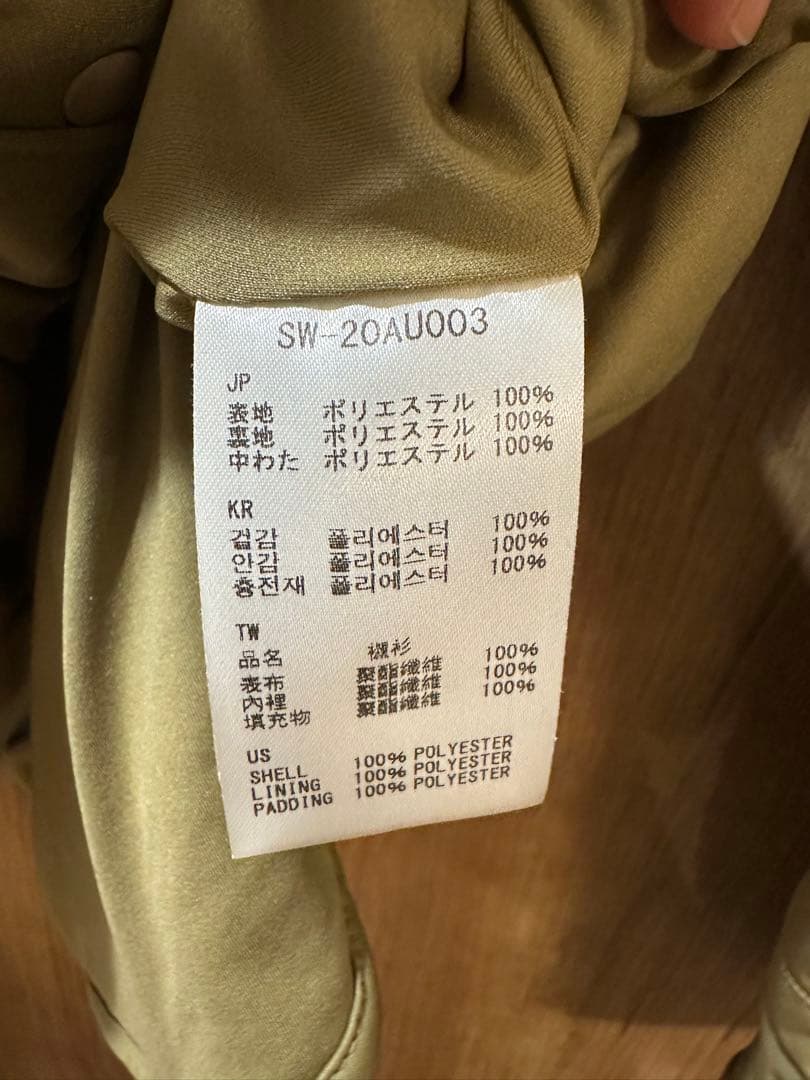 SW-20AU003
JP
表地 ポリエステル 100%
裏地 ポリエステル 100%
中わた ポリエステル 100%
KR
겉감 폴리에스터 100%
안감 폴리에스터 100%
충전재 폴리에스터 100%
TW
品名 襯衫
表布 聚酯纖維 100%
內裡 聚酯纖維 100%
填充物 聚酯纖維 100%
US
SHELL 100% POLYESTER
LINING 100% POLYESTER
PADDING 100% POLYESTER